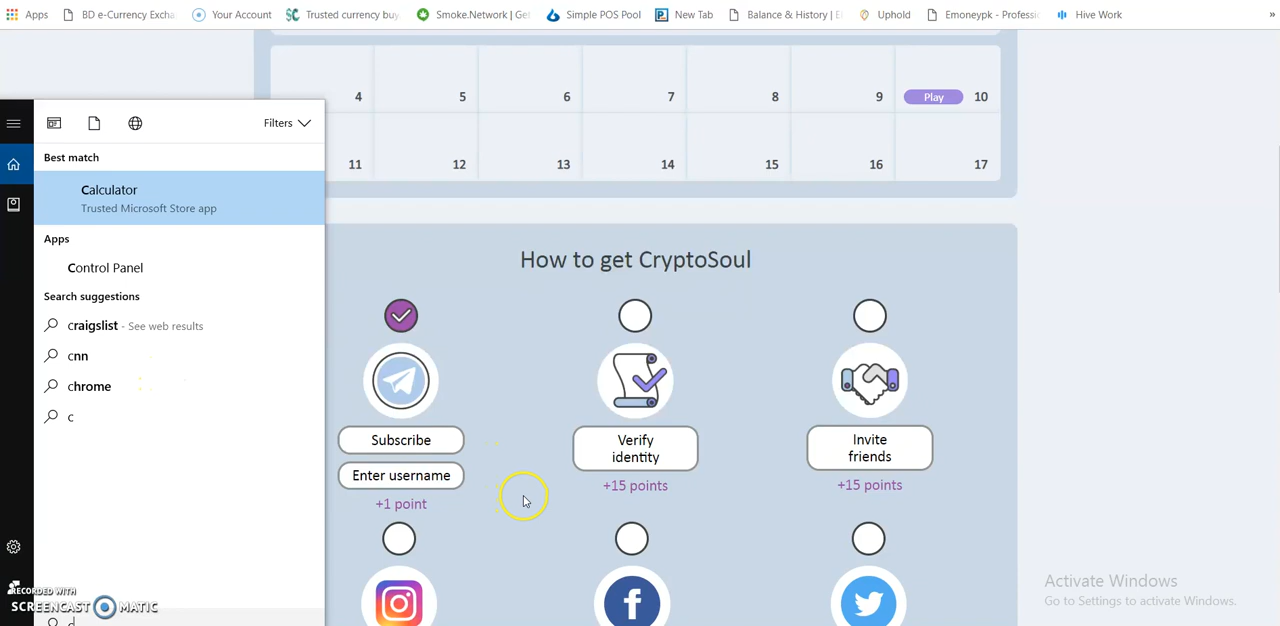 Apps BD e-Currency Excha Your Account Trusted currency buy Smoke.Network | Get Simple POS Pool New Tab Balance & History | E Uphold Emoneypk - Professi Hive Work »
4 5 6 7 8 9 Play 10
11 12 13 14 15 16 17
Filters
Best match
Calculator
Trusted Microsoft Store app
Apps
Control Panel
Search suggestions
craigslist - See web results
cnn
chrome
c
How to get CryptoSoul
Subscribe
Enter username
+1 point
Verify
identity
+15 points
Invite
friends
+15 points
Activate Windows
Go to Settings to activate Windows.
RECORDED WITH
SCREENCAST MATIC